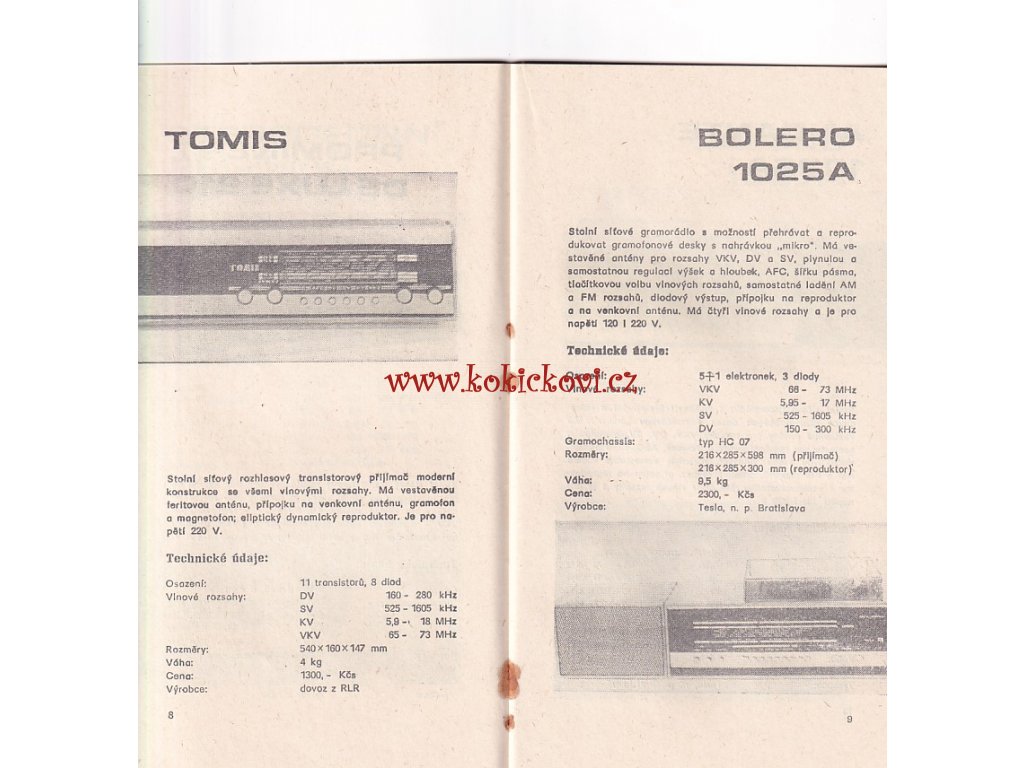 TOMIS
TOMIS
Stolní síťový rozhlasový transistorový přijímač moderní
konstrukce se všemi vlnovými rozsahy. Má vestavěnou
feritovou anténu, přípojku na venkovní anténu, gramofon
a magnetofon; eliptický dynamický reproduktor. Je pro na-
pětí 220 V.
Technické údaje:
Osazení: 11 transistorů, 8 diod
Vlnové rozsahy: DV 160 – 280 kHz
SV 525 – 1605 kHz
KV 5,9 – 18 MHz
VKV 65 – 73 MHz
Rozměry: 540×160×147 mm
Váha: 4 kg
Cena: 1300,- Kčs
Výrobce: dovoz z RLR
8
BOLERO
1025A
Stolní síťové gramorádio s možností přehrávat a repro-
dukovat gramofonové desky s nahrávkou „mikro". Má ve-
stavěné antény pro rozsahy VKV, DV a SV, plynulou a
samostatnou regulaci výšek a hloubek, AFC, šířku pásma,
tlačítkovou volbu vlnových rozsahů, samostatné ladění AM
a FM rozsahů, diodový výstup, přípojku na reproduktor
a na venkovní anténu. Má čtyři vlnové rozsahy a je pro
napětí 120 i 220 V.
Technické údaje:
Osazení: 5+1 elektronek, 3 diody
Vlnové rozsahy: VKV 66 – 73 MHz
KV 5,95 – 17 MHz
SV 525 – 1605 kHz
DV 150 – 300 kHz
Gramochassis: typ HC 07
Rozměry: 216×285×598 mm (přijímač)
216×285×300 mm (reproduktor)
Váha: 9,5 kg
Cena: 2300,- Kčs
Výrobce: Tesla, n. p. Bratislava
9
www.kokickovi.cz